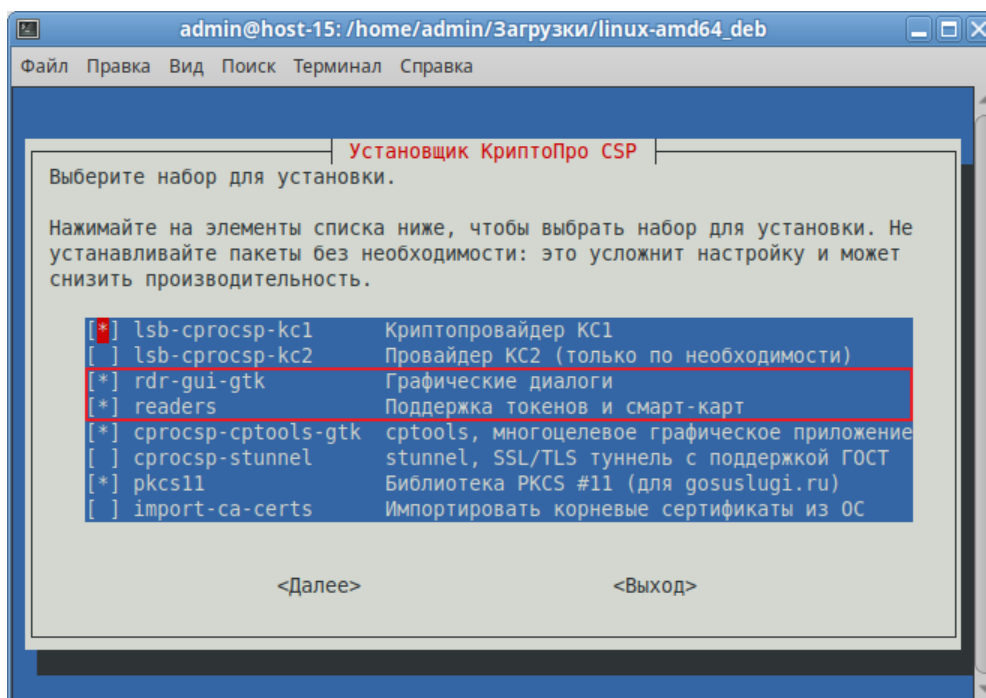 admin@host-15: /home/admin/Загрузки/linux-amd64_deb
Файл Правка Вид Поиск Терминал Справка
Установщик КриптоПро CSP
Выберите набор для установки.
Нажимайте на элементы списка ниже, чтобы выбрать набор для установки. Не
устанавливайте пакеты без необходимости: это усложнит настройку и может
снизить производительность.
[*] lsb-cprocsp-kc1 Криптопровайдер КС1
[ ] lsb-cprocsp-kc2 Провайдер КС2 (только по необходимости)
[*] rdr-gui-gtk Графические диалоги
[*] readers Поддержка токенов и смарт-карт
[*] cprocsp-cptools-gtk cptools, многоцелевое графическое приложение
[ ] cprocsp-stunnel stunnel, SSL/TLS туннель с поддержкой ГОСТ
[*] pkcs11 Библиотека PKCS #11 (для gosuslugi.ru)
[ ] import-ca-certs Импортировать корневые сертификаты из ОС
<Далее> <Выход>